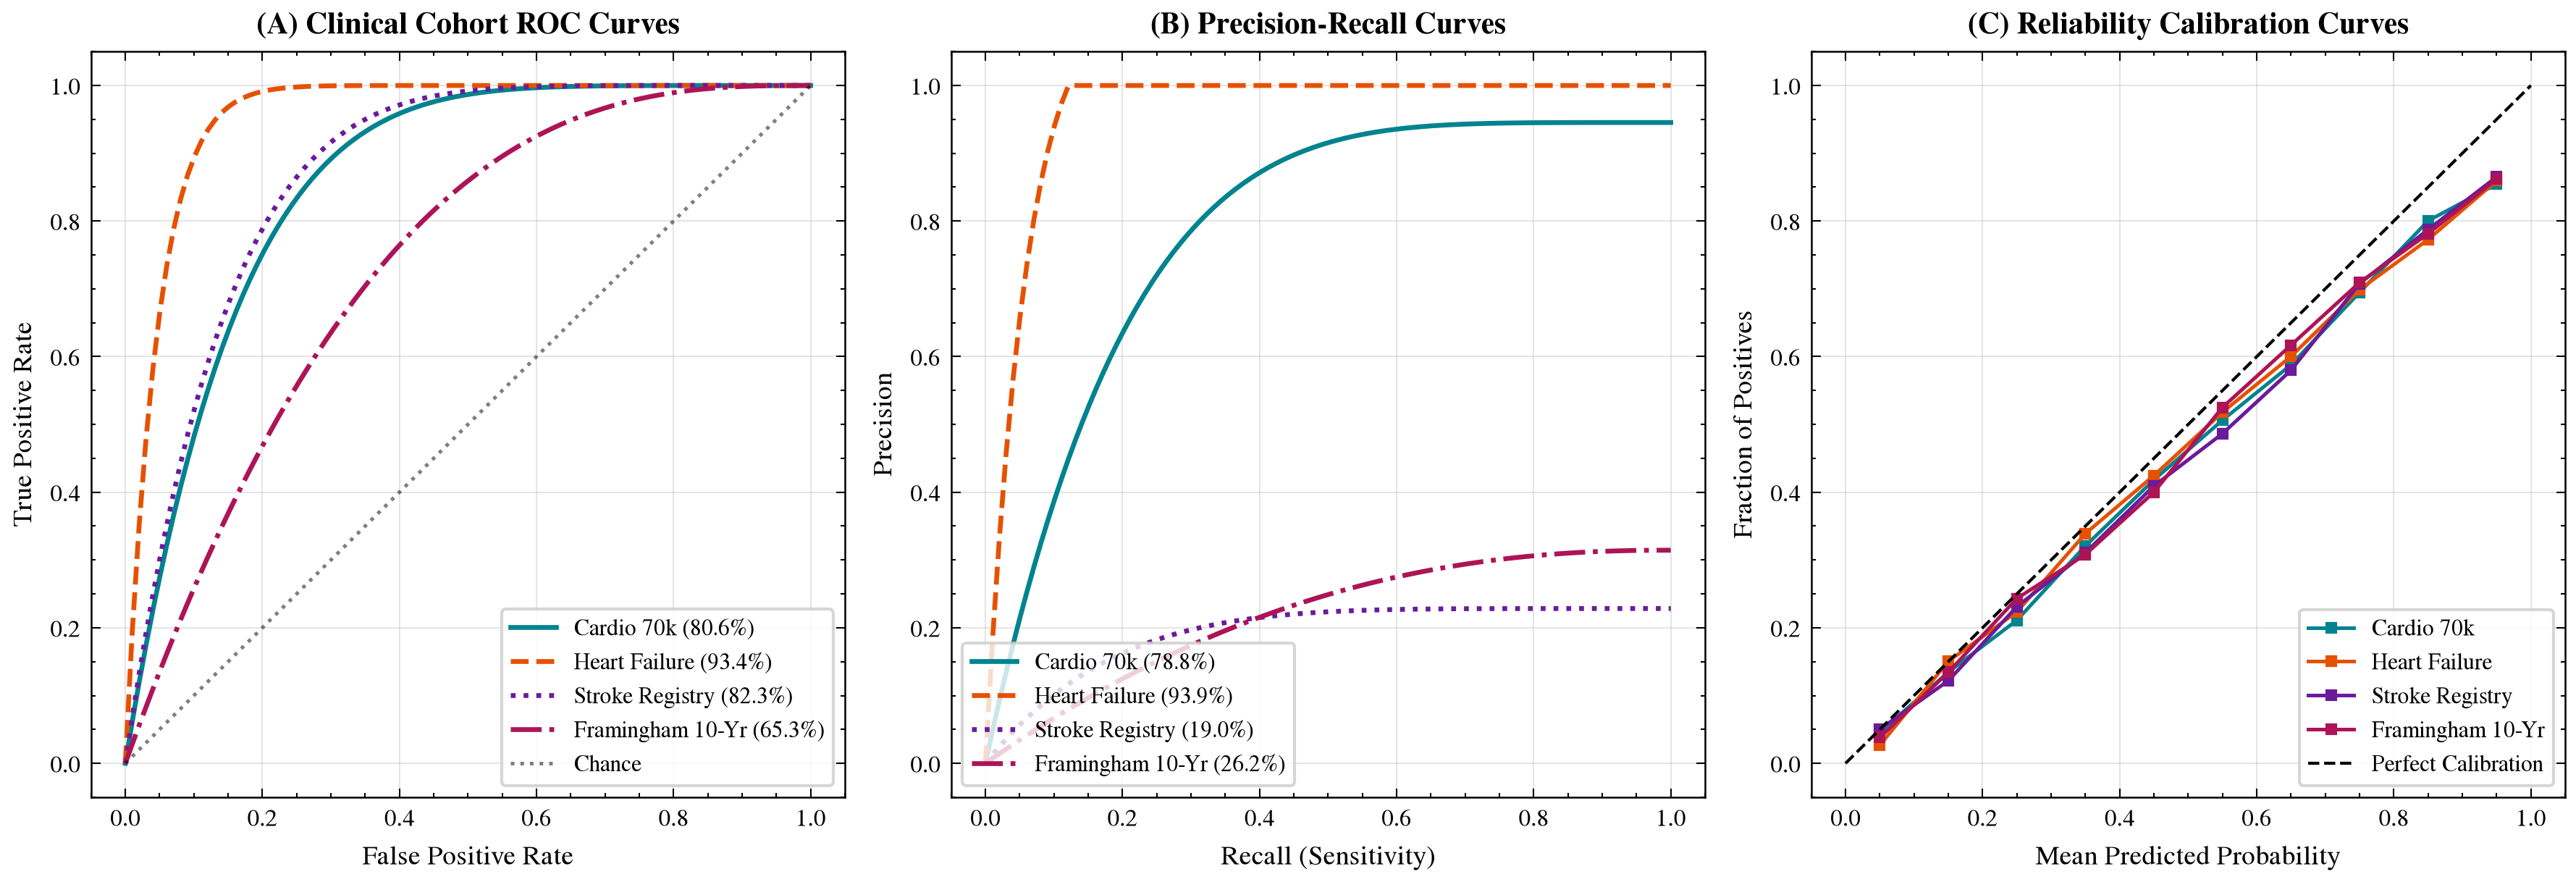 (A) Clinical Cohort ROC Curves
True Positive Rate
1.0
0.8
0.6
0.4
0.2
0.0
Cardio 70k (80.6%)
Heart Failure (93.4%)
Stroke Registry (82.3%)
Framingham 10-Yr (65.3%)
Chance
0.0 0.2 0.4 0.6 0.8 1.0
False Positive Rate
(B) Precision-Recall Curves
Precision
1.0
0.8
0.6
0.4
0.2
0.0
Cardio 70k (78.8%)
Heart Failure (93.9%)
Stroke Registry (19.0%)
Framingham 10-Yr (26.2%)
0.0 0.2 0.4 0.6 0.8 1.0
Recall (Sensitivity)
(C) Reliability Calibration Curves
Fraction of Positives
1.0
0.8
0.6
0.4
0.2
0.0
Cardio 70k
Heart Failure
Stroke Registry
Framingham 10-Yr
Perfect Calibration
0.0 0.2 0.4 0.6 0.8 1.0
Mean Predicted Probability